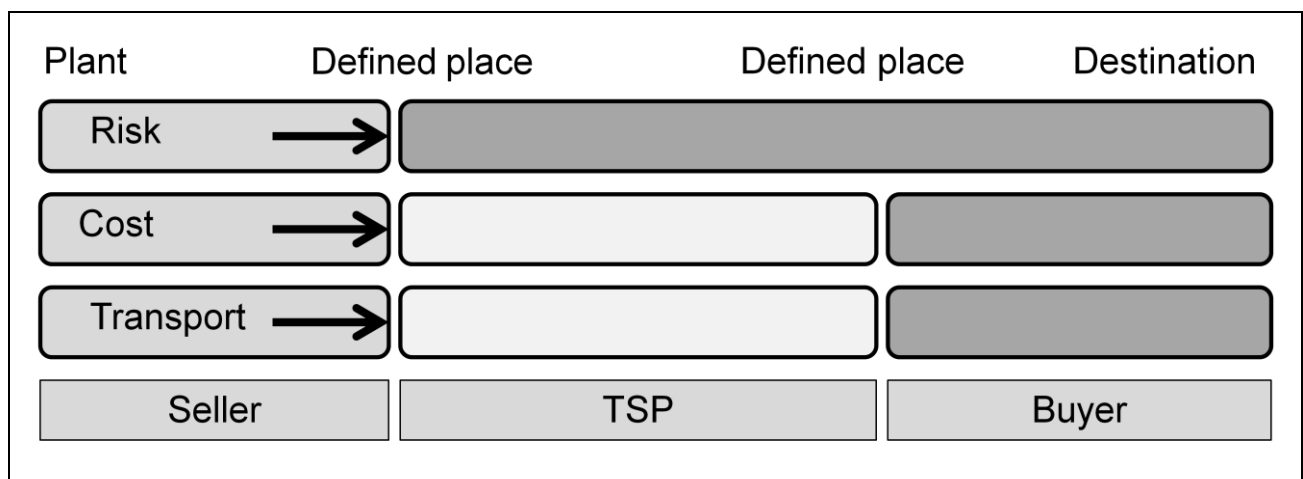 Plant Defined place Defined place Destination
Risk
Cost
Transport
Seller TSP Buyer